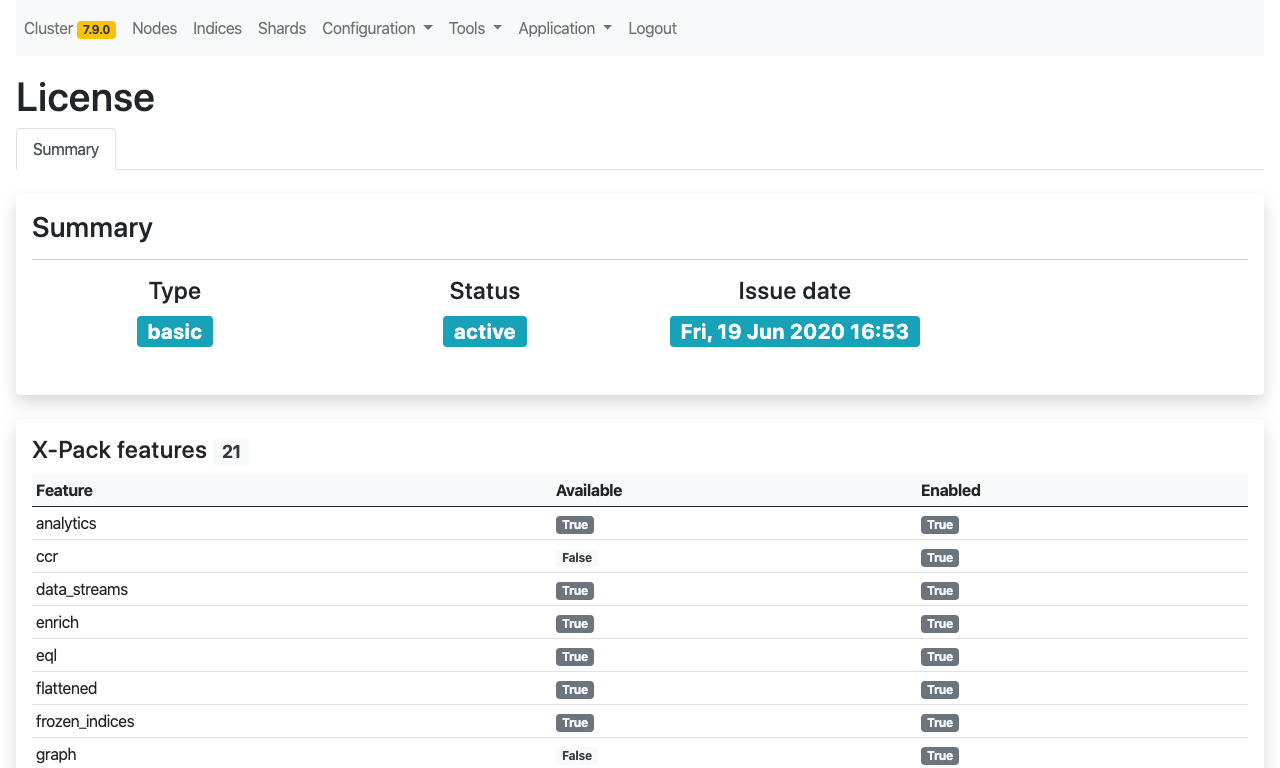 Cluster 7.9.0 Nodes Indices Shards Configuration Tools Application Logout
License
Summary
Summary
Type Status Issue date
basic active Fri, 19 Jun 2020 16:53
X-Pack features 21
Feature Available Enabled
analytics True True
ccr False True
data_streams True True
enrich True True
eql True True
flattened True True
frozen_indices True True
graph False True